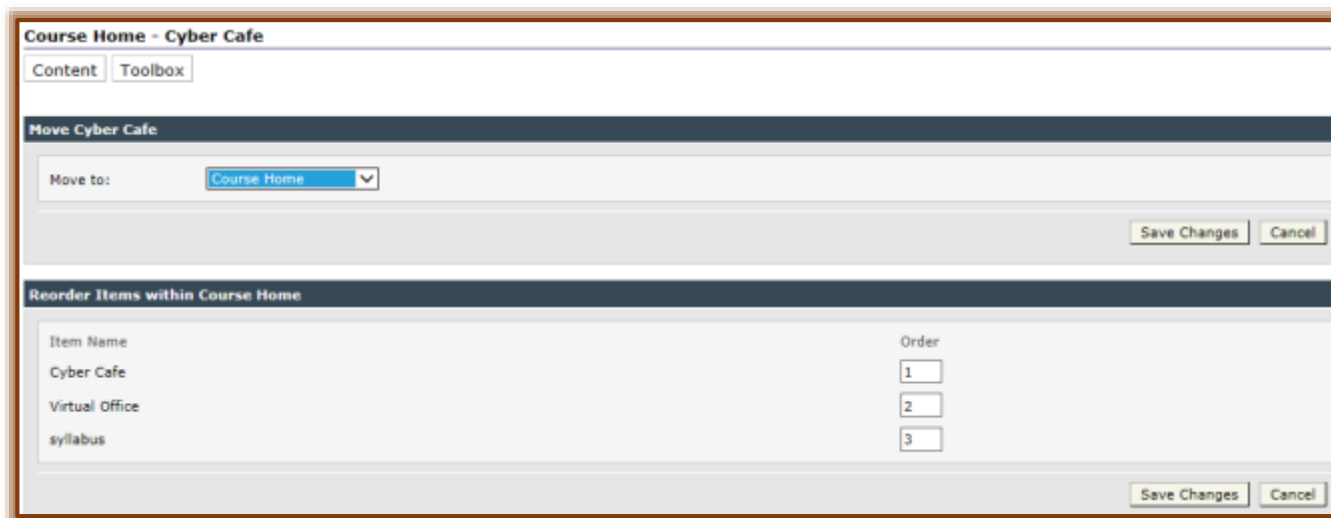 Course Home - Cyber Cafe
Content Toolbox
Move Cyber Cafe
Move to: Course Home
Save Changes Cancel
Reorder Items within Course Home
Item Name Order
Cyber Cafe 1
Virtual Office 2
syllabus 3
Save Changes Cancel